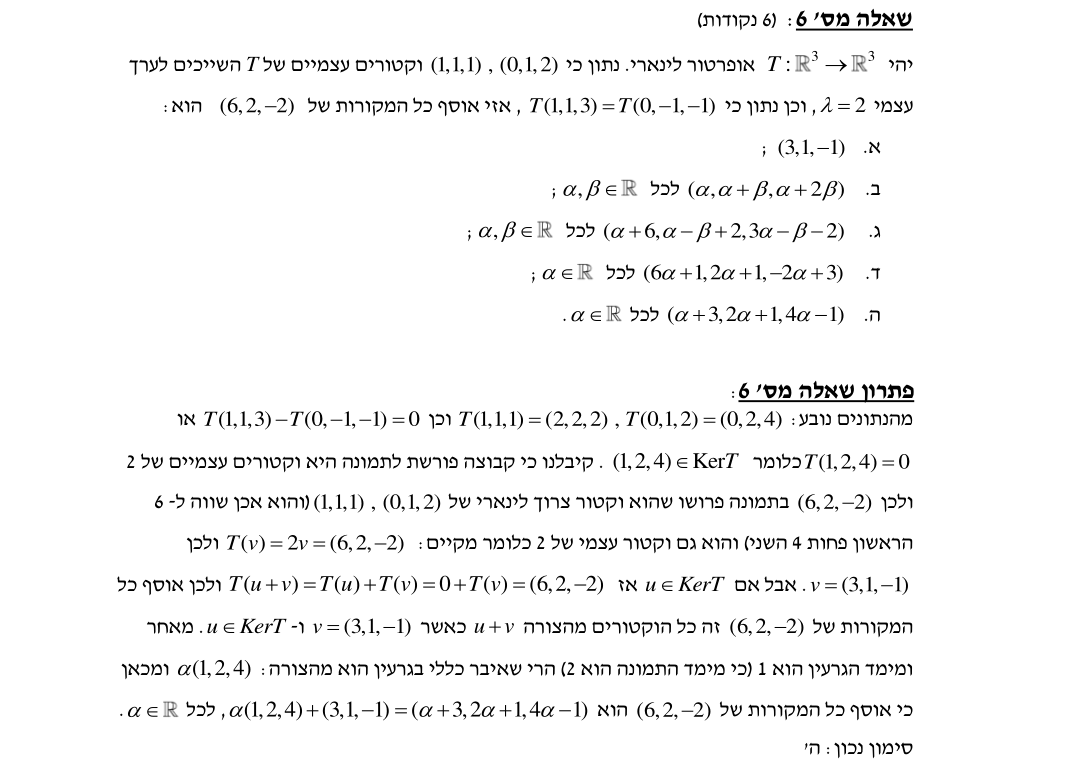 שאלה מס׳ 6 : (6 נקודות)
יהי T : ℝ³ → ℝ³ אופרטור לינארי. נתון כי (0,1,2) , (1,1,1) וקטורים עצמיים של T השייכים לערך
עצמי λ = 2 , וכן נתון כי T(1,1,3) = T(0,−1,−1) , אזי אוסף כל המקורות של (6,2,−2) הוא :
א. (3,1,−1) ;
ב. (α,α+β,α+2β) לכל α,β∈ℝ ;
ג. (α+6,α−β+2,3α−β−2) לכל α,β∈ℝ ;
ד. (6α+1,2α+1,−2α+3) לכל α∈ℝ ;
ה. (α+3,2α+1,4α−1) לכל α∈ℝ .
פתרון שאלה מס׳ 6 :
מהנתונים נובע : T(0,1,2) = (0,2,4) , T(1,1,1) = (2,2,2) וכן T(1,1,3)−T(0,−1,−1) = 0 או
T(1,2,4) = 0 כלומר (1,2,4)∈KerT . קיבלנו כי קבוצה פורשת לתמונה היא וקטורים עצמיים של 2
ולכן (6,2,−2) בתמונה פרושו שהוא וקטור צרוך לינארי של (0,1,2) , (1,1,1) (והוא אכן שווה ל- 6
הראשון פחות 4 השני) והוא גם וקטור עצמי של 2 כלומר מקיים : T(v) = 2v = (6,2,−2) ולכן
v = (3,1,−1) . אבל אם u∈KerT אז T(u+v) = T(u)+T(v) = 0+T(v) = (6,2,−2) ולכן אוסף כל
המקורות של (6,2,−2) זה כל הוקטורים מהצורה u+v כאשר v = (3,1,−1) ו- u∈KerT . מאחר
ומימד הגרעין הוא 1 (כי מימד התמונה הוא 2) הרי שאיבר כללי בגרעין הוא מהצורה : α(1,2,4) ומכאן
כי אוסף כל המקורות של (6,2,−2) הוא α(1,2,4)+(3,1,−1) = (α+3,2α+1,4α−1) , לכל α∈ℝ .
סימון נכון : ה׳